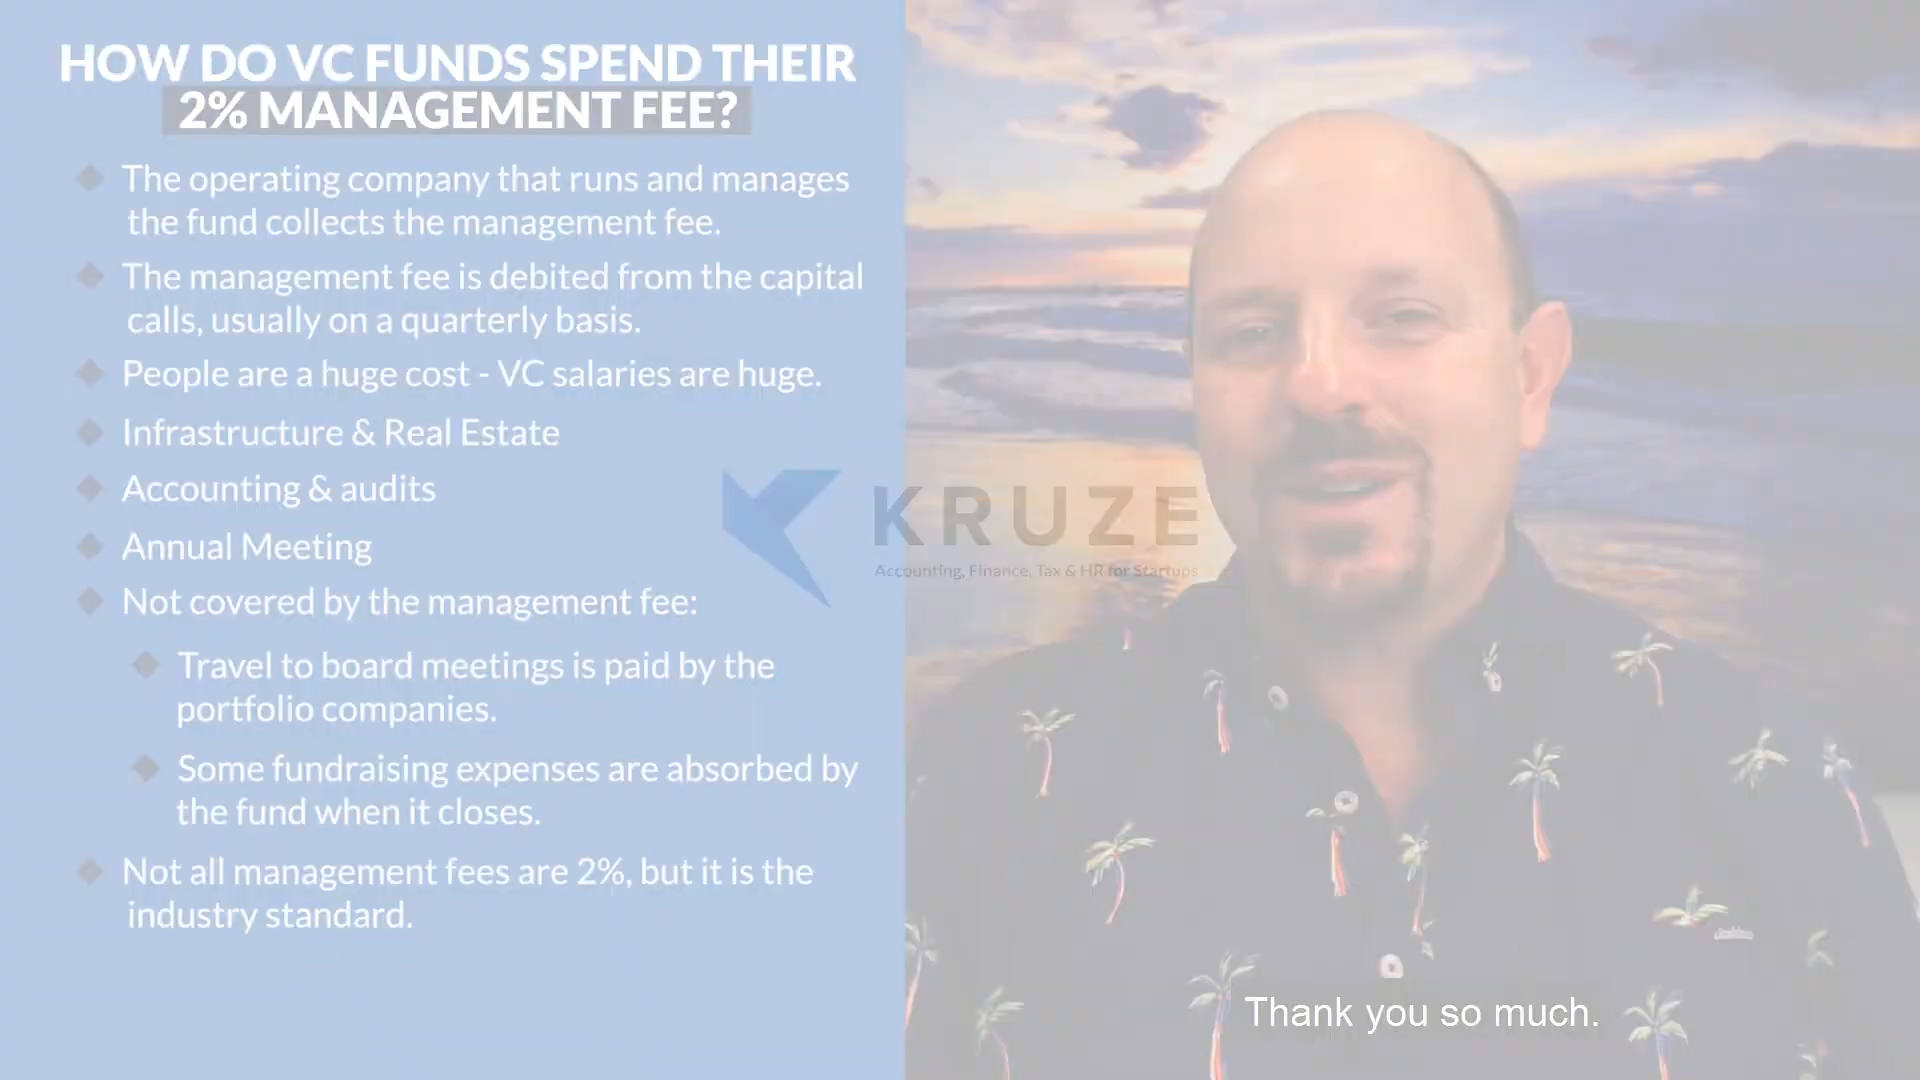 HOW DO VC FUNDS SPEND THEIR
2% MANAGEMENT FEE?
The operating company that runs and manages
the fund collects the management fee.
The management fee is debited from the capital
calls, usually on a quarterly basis.
People are a huge cost - VC salaries are huge.
Infrastructure & Real Estate
Accounting & audits
Annual Meeting
Not covered by the management fee:
Travel to board meetings is paid by the
portfolio companies.
Some fundraising expenses are absorbed by
the fund when it closes.
Not all management fees are 2%, but it is the
industry standard.
KRUZE
Accounting, Finance, Tax & HR for Startups
Thank you so much.